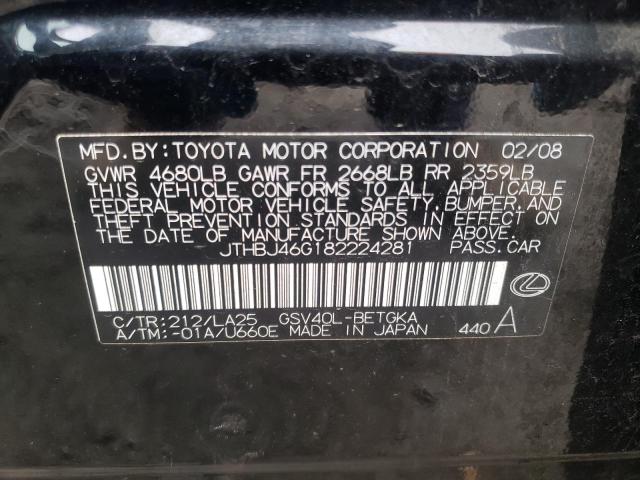 MFD. BY: TOYOTA MOTOR CORPORATION 02/08
GVWR 4680LB GAWR FR 2668LB RR 2359LB
THIS VEHICLE CONFORMS TO ALL APPLICABLE
FEDERAL MOTOR VEHICLE SAFETY, BUMPER, AND
THEFT PREVENTION STANDARDS IN EFFECT ON
THE DATE OF MANUFACTURE SHOWN ABOVE.
JTHBJ46G182224281 PASS. CAR
C/TR: 212/LA25 GSV40L-BETGKA
A/TM: -01A/U660E MADE IN JAPAN 440 A